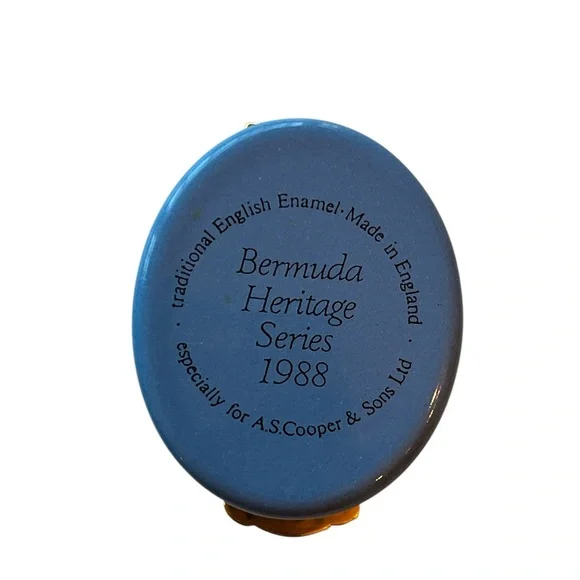 · traditional English Enamel · Made in England ·
Bermuda
Heritage
Series
1988
especially for A.S.Cooper & Sons Ltd